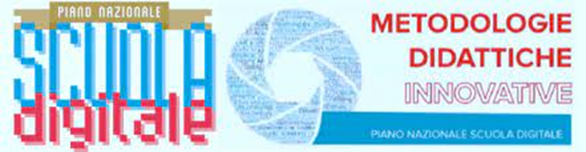 PIANO NAZIONALE
SCUOLA
digitale
METODOLOGIE
DIDATTICHE
INNOVATIVE
PIANO NAZIONALE SCUOLA DIGITALE